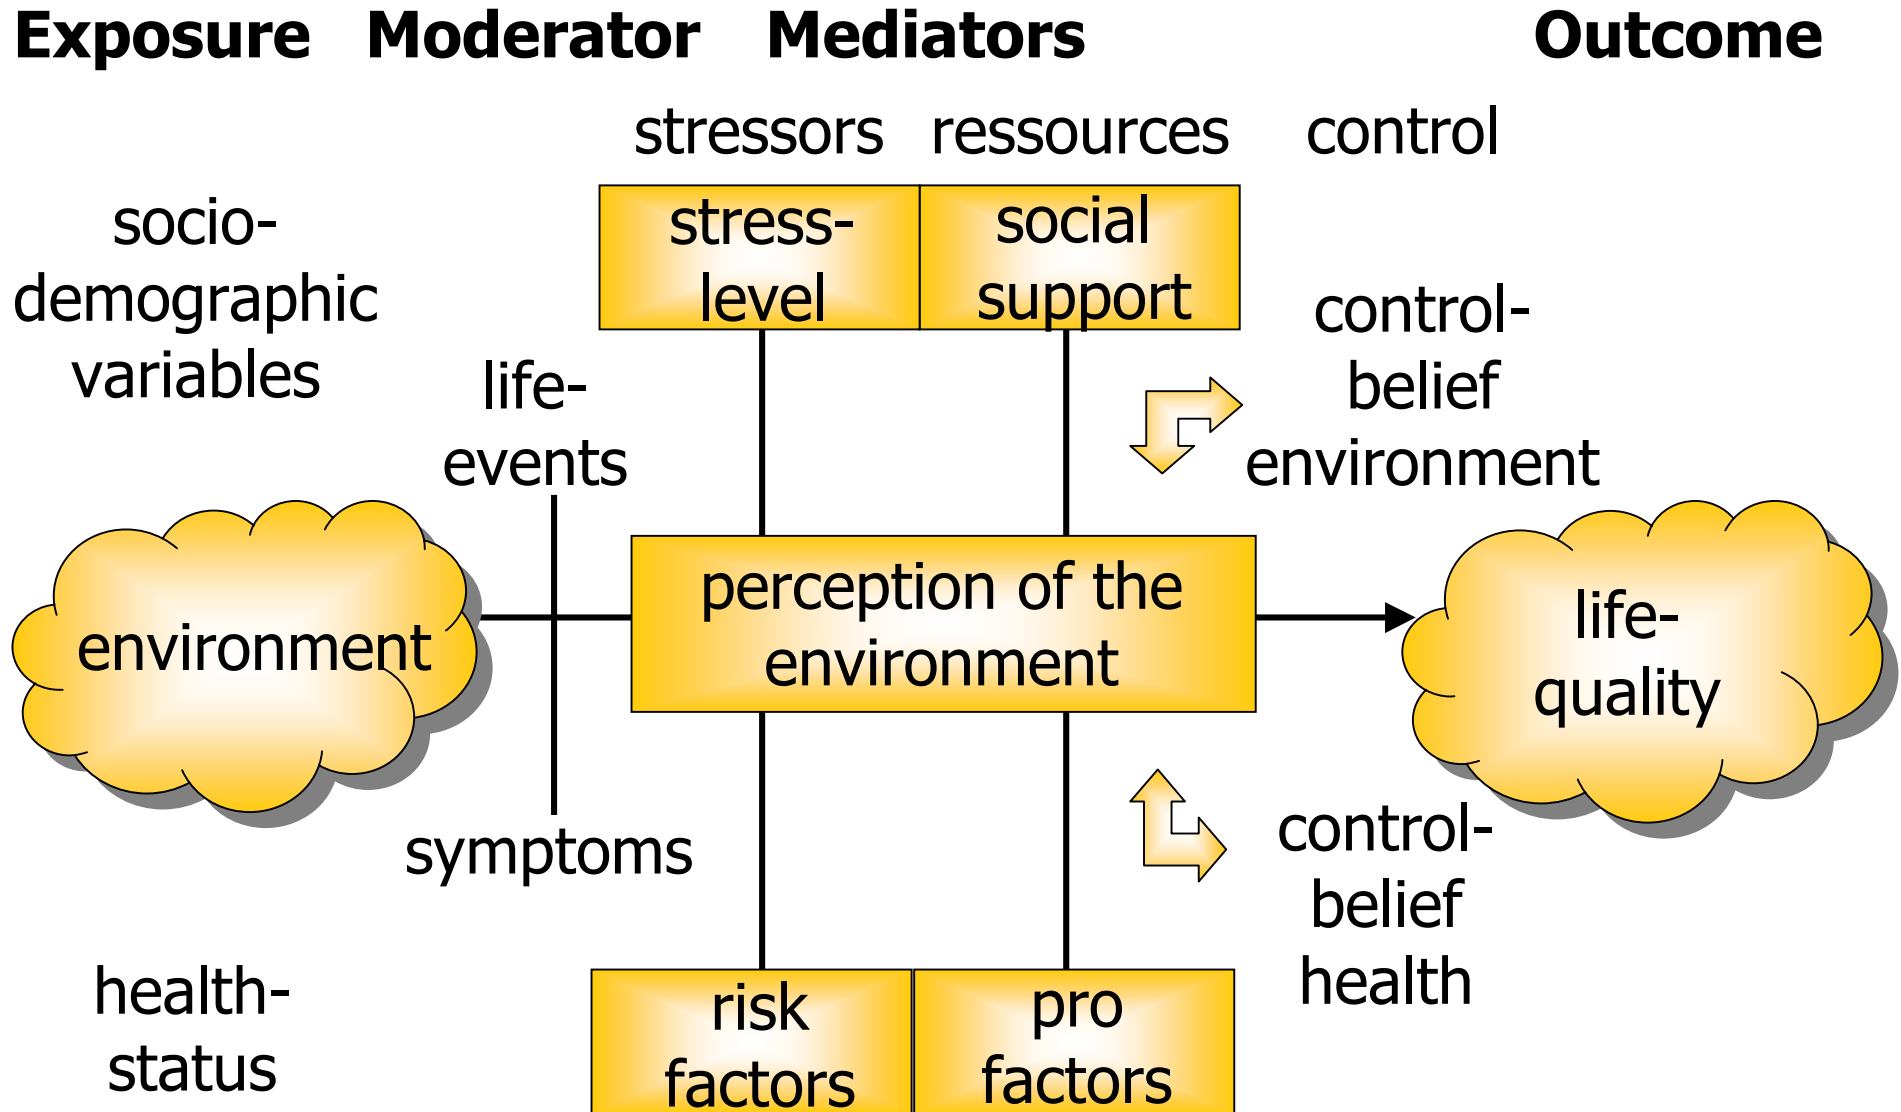 Exposure Moderator Mediators Outcome
stressors ressources control
socio-
demographic
variables
stress-
level
social
support
life-
events
control-
belief
environment
environment
perception of the
environment
life-
quality
symptoms
control-
belief
health
health-
status
risk
factors
pro
factors